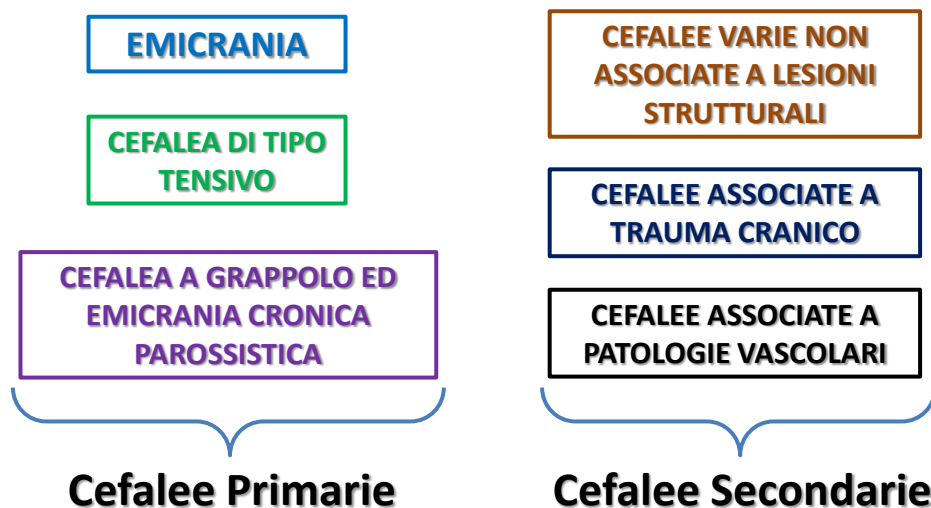 EMICRANIA
CEFALEA DI TIPO
TENSIVO
CEFALEA A GRAPPOLO ED
EMICRANIA CRONICA
PAROSSISTICA
Cefalee Primarie
CEFALEE VARIE NON
ASSOCIATE A LESIONI
STRUTTURALI
CEFALEE ASSOCIATE A
TRAUMA CRANICO
CEFALEE ASSOCIATE A
PATOLOGIE VASCOLARI
Cefalee Secondarie